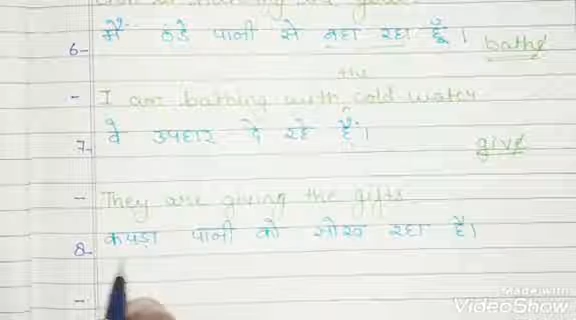 6- मैं ठंडे पानी से नहा रहा हूँ। bathe
the
- I am bathing with cold water
7- वे उपहार दे रहे हैं। give
- They are giving the gifts.
8- कपड़ा पानी को सोख रहा है।
-
Made with
VideoShow